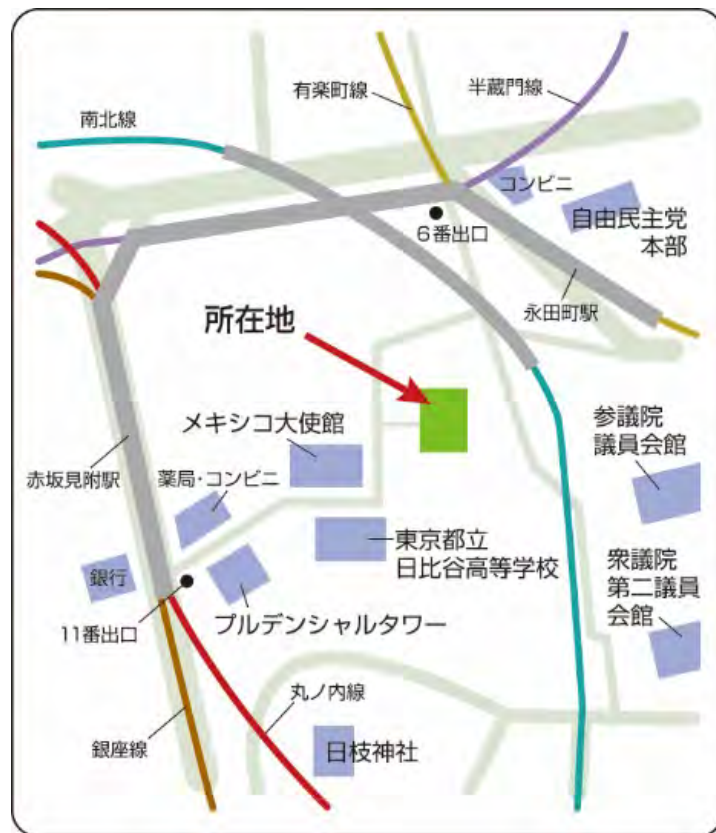 有楽町線
半蔵門線
南北線
コンビニ
自由民主党
本部
6番出口
永田町駅
所在地
メキシコ大使館
参議院
議員会館
赤坂見附駅
薬局・コンビニ
東京都立
日比谷高等学校
銀行
衆議院
第二議員
会館
11番出口
プルデンシャルタワー
丸ノ内線
銀座線
日枝神社